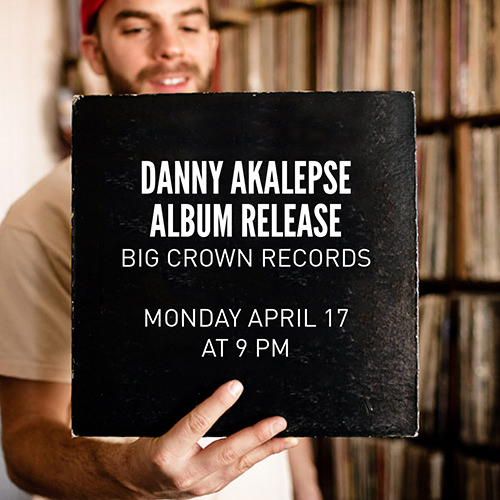 DANNY AKALEPSE
ALBUM RELEASE
BIG CROWN RECORDS
MONDAY APRIL 17
AT 9 PM